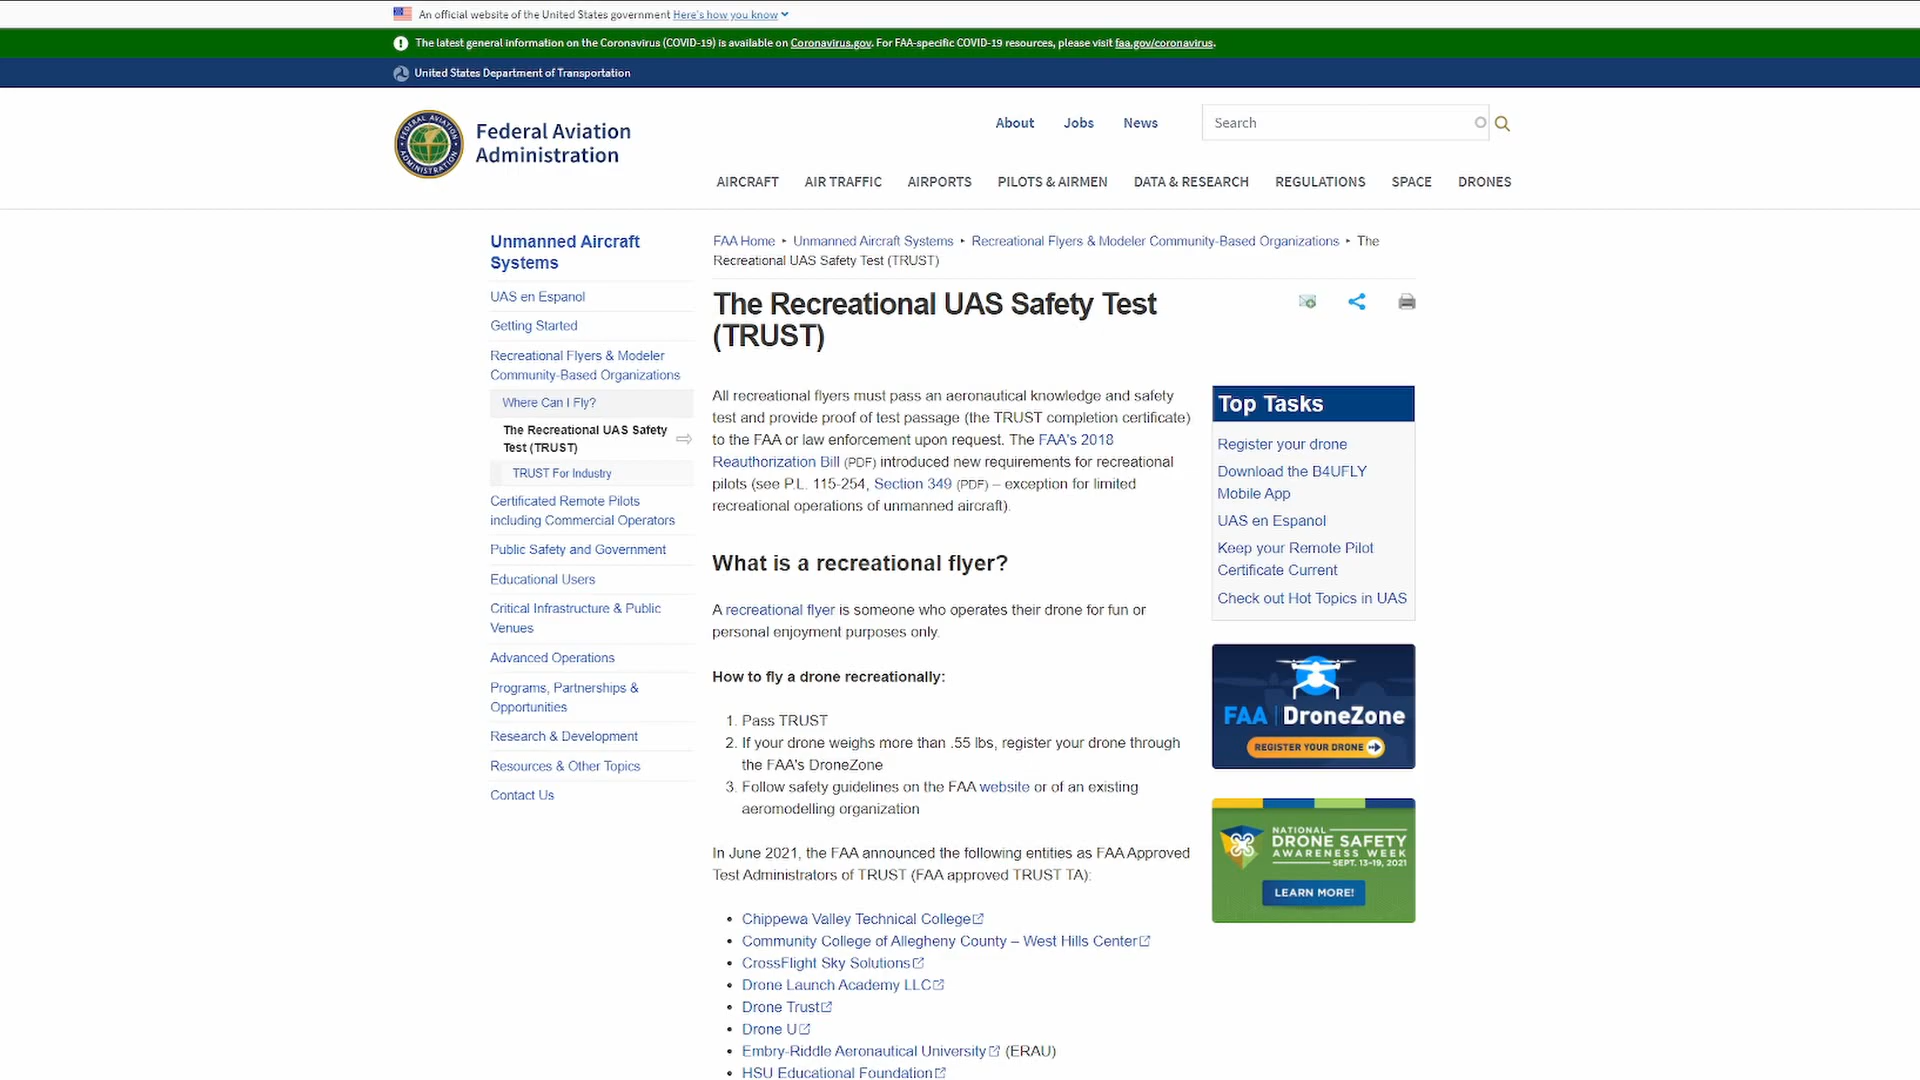 An official website of the United States government Here's how you know
The latest general information on the Coronavirus (COVID-19) is available on Coronavirus.gov. For FAA-specific COVID-19 resources, please visit faa.gov/coronavirus.
United States Department of Transportation
Federal Aviation
Administration
About
Jobs
News
Search
AIRCRAFT
AIR TRAFFIC
AIRPORTS
PILOTS & AIRMEN
DATA & RESEARCH
REGULATIONS
SPACE
DRONES
Unmanned Aircraft
Systems
UAS en Espanol
Getting Started
Recreational Flyers & Modeler
Community-Based Organizations
Where Can I Fly?
The Recreational UAS Safety
Test (TRUST)
TRUST For Industry
Certificated Remote Pilots
including Commercial Operators
Public Safety and Government
Educational Users
Critical Infrastructure & Public
Venues
Advanced Operations
Programs, Partnerships &
Opportunities
Research & Development
Resources & Other Topics
Contact Us
FAA Home ‣ Unmanned Aircraft Systems ‣ Recreational Flyers & Modeler Community-Based Organizations ‣ The
Recreational UAS Safety Test (TRUST)
The Recreational UAS Safety Test
(TRUST)
All recreational flyers must pass an aeronautical knowledge and safety
test and provide proof of test passage (the TRUST completion certificate)
to the FAA or law enforcement upon request. The FAA's 2018
Reauthorization Bill (PDF) introduced new requirements for recreational
pilots (see P.L. 115-254, Section 349 (PDF) – exception for limited
recreational operations of unmanned aircraft).
What is a recreational flyer?
A recreational flyer is someone who operates their drone for fun or
personal enjoyment purposes only.
How to fly a drone recreationally:
1. Pass TRUST
2. If your drone weighs more than .55 lbs, register your drone through
the FAA's DroneZone
3. Follow safety guidelines on the FAA website or of an existing
aeromodelling organization
In June 2021, the FAA announced the following entities as FAA Approved
Test Administrators of TRUST (FAA approved TRUST TA):
• Chippewa Valley Technical College
• Community College of Allegheny County – West Hills Center
• CrossFlight Sky Solutions
• Drone Launch Academy LLC
• Drone Trust
• Drone U
• Embry-Riddle Aeronautical University (ERAU)
• HSU Educational Foundation
Top Tasks
Register your drone
Download the B4UFLY
Mobile App
UAS en Espanol
Keep your Remote Pilot
Certificate Current
Check out Hot Topics in UAS
FAA DroneZone
REGISTER YOUR DRONE
NATIONAL
DRONE SAFETY
AWARENESS WEEK
SEPT. 13-19, 2021
LEARN MORE!